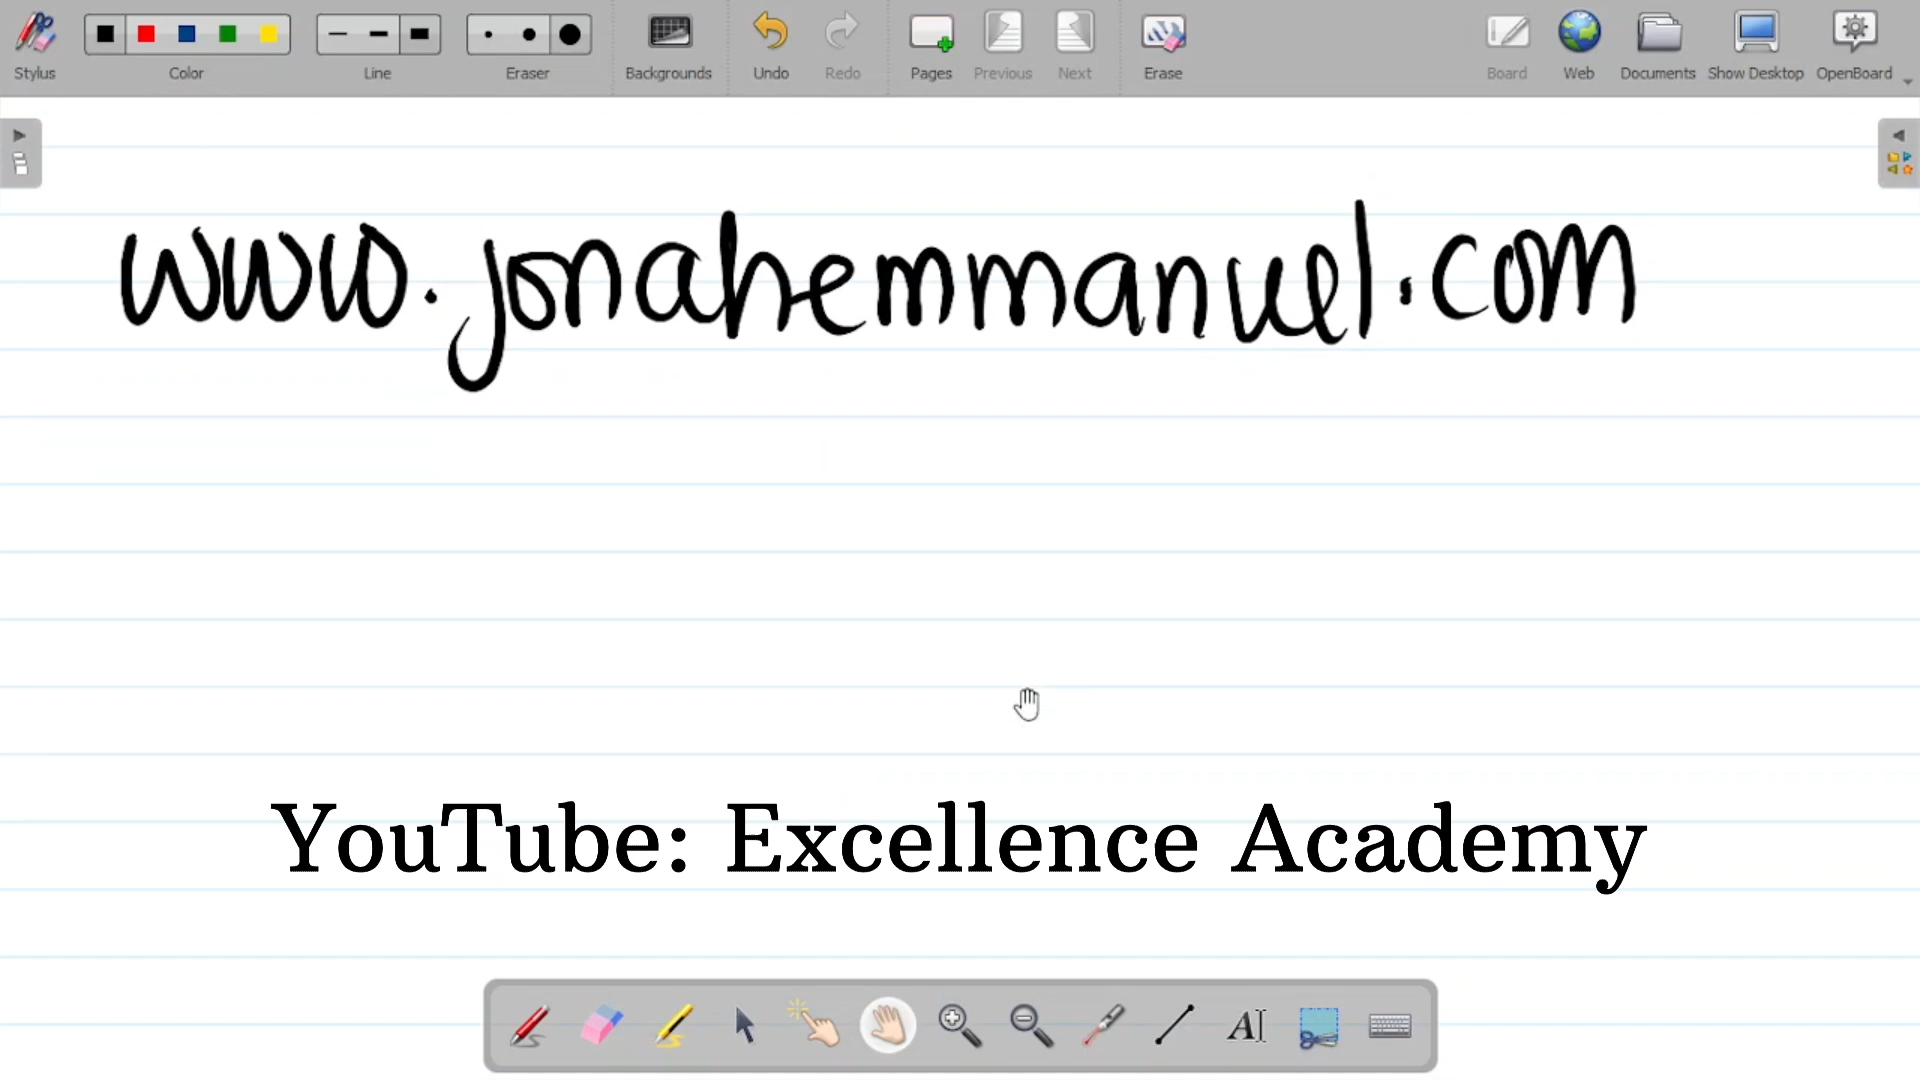 Stylus Color Line Eraser Backgrounds Undo Redo Pages Previous Next Erase Board Web Documents Show Desktop OpenBoard
www.jonahemmanuel.com
YouTube: Excellence Academy